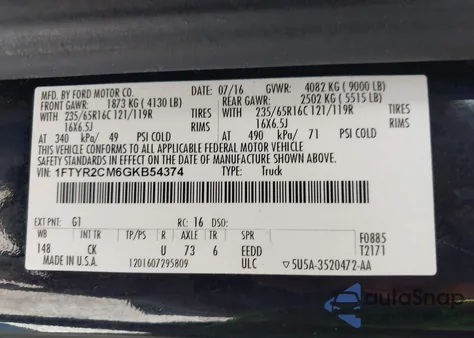 MFD. BY FORD MOTOR CO. DATE: 07/16 GVWR: 4082 KG ( 9000 LB)
FRONT GAWR: 1873 KG ( 4130 LB) REAR GAWR: 2502 KG ( 5515 LB)
WITH 235/65R16C 121/119R TIRES WITH 235/65R16C 121/119R TIRES
16X6.5J RIMS 16X6.5J RIMS
AT 340 kPa/ 49 PSI COLD AT 490 kPa/ 71 PSI COLD
THIS VEHICLE CONFORMS TO ALL APPLICABLE FEDERAL MOTOR VEHICLE SAFETY STANDARDS IN EFFECT ON THE DATE OF MANUFACTURE SHOWN ABOVE.
VIN: 1FTYR2CM6GKB54374 TYPE: Truck
EXT PNT: G1 RC: 16 DSO: F0885
WB INT TR TP/PS R AXLE TR SPR T2171
148 CK U 73 6 EEDD
MADE IN U.S.A. 1201607295809 ULC ▽5U5A-3520472-AA
autoSnap